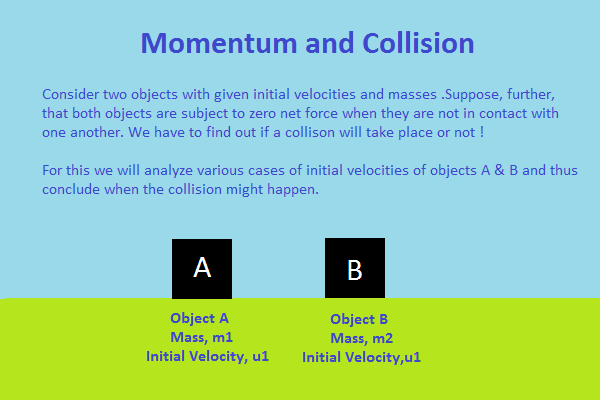 Momentum and Collision
Consider two objects with given initial velocities and masses .Suppose, further,
that both objects are subject to zero net force when they are not in contact with
one another. We have to find out if a collison will take place or not !
For this we will analyze various cases of initial velocities of objects A & B and thus
conclude when the collision might happen.
A
B
Object A
Mass, m1
Initial Velocity, u1
Object B
Mass, m2
Initial Velocity,u1